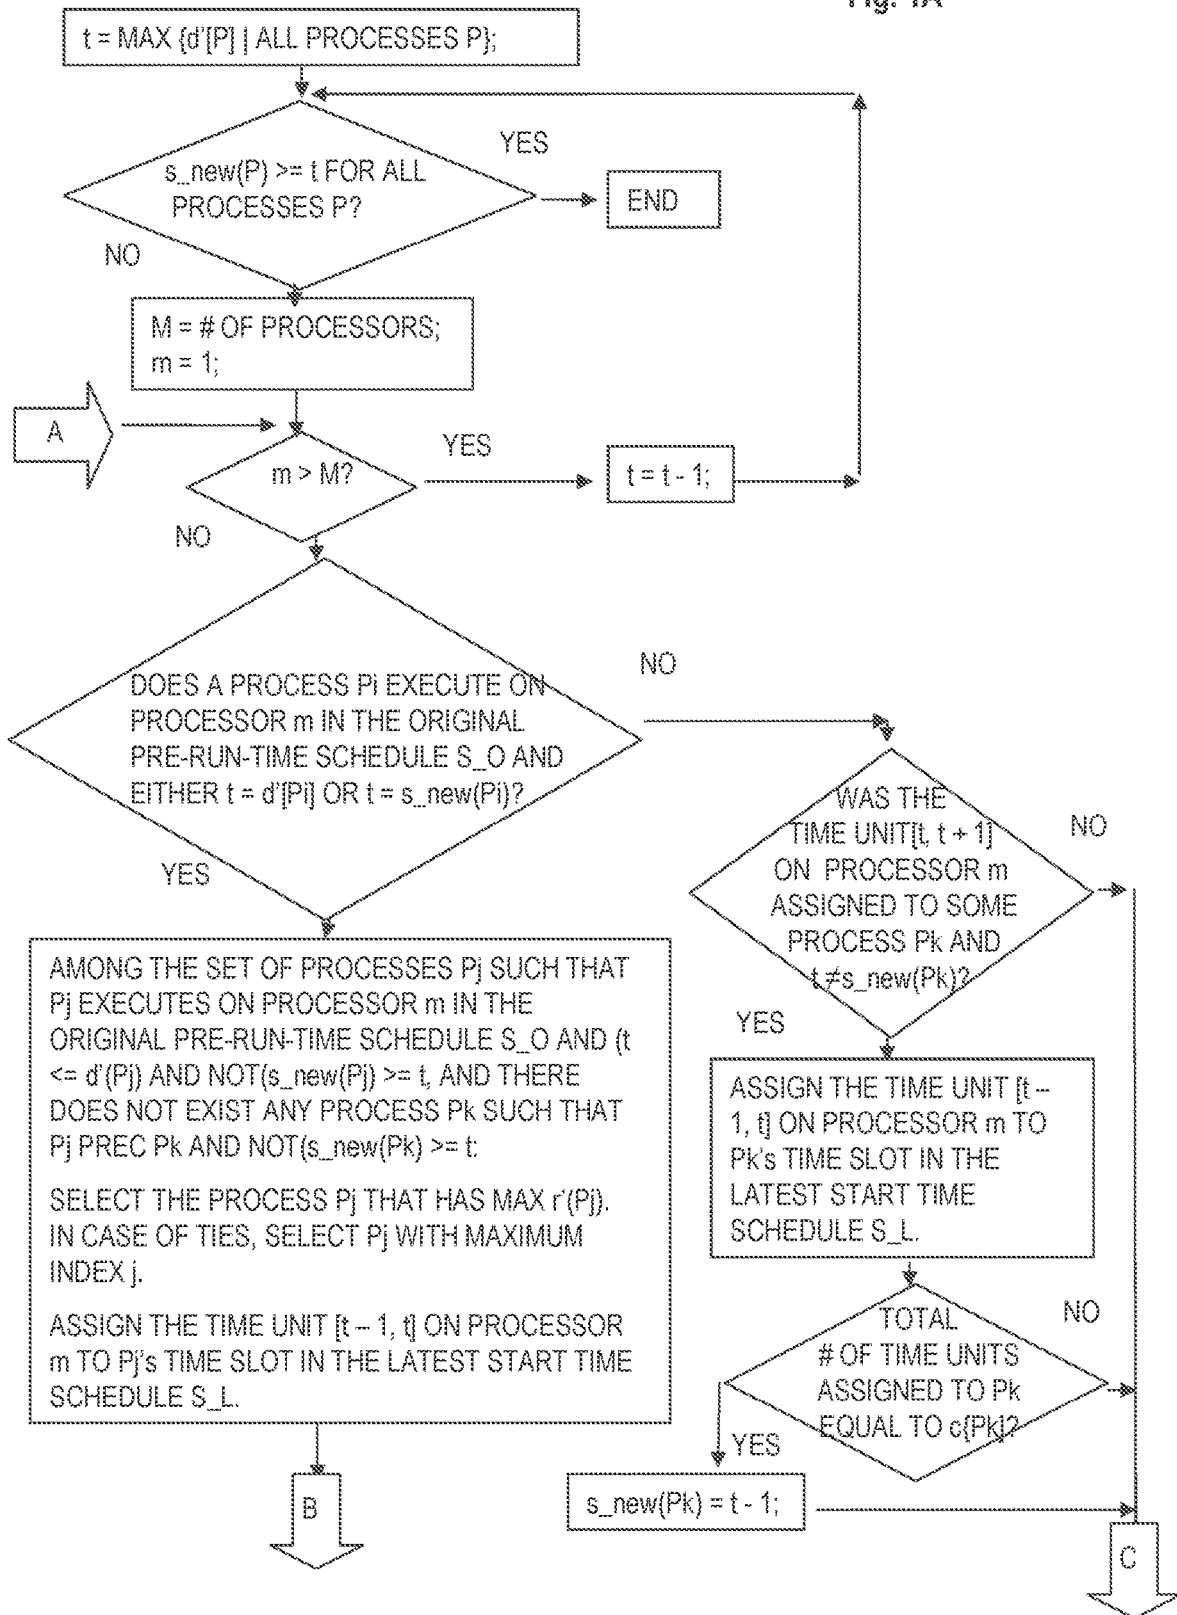 Fig. 1A
t = MAX {d'[P] | ALL PROCESSES P};
YES
s_new(P) >= t FOR ALL
PROCESSES P?
END
NO
M = # OF PROCESSORS;
m = 1;
A
YES
m > M?
t = t - 1;
NO
NO
DOES A PROCESS Pi EXECUTE ON
PROCESSOR m IN THE ORIGINAL
PRE-RUN-TIME SCHEDULE S_O AND
EITHER t = d'[Pi] OR t = s_new(Pi)?
YES
WAS THE
TIME UNIT[t, t + 1]
ON PROCESSOR m
ASSIGNED TO SOME
PROCESS Pk AND
t ≠s_new(Pk)?
NO
YES
AMONG THE SET OF PROCESSES Pj SUCH THAT
Pj EXECUTES ON PROCESSOR m IN THE
ORIGINAL PRE-RUN-TIME SCHEDULE S_O AND (t
<= d'(Pj) AND NOT(s_new(Pj) >= t, AND THERE
DOES NOT EXIST ANY PROCESS Pk SUCH THAT
Pj PREC Pk AND NOT(s_new(Pk) >= t:
SELECT THE PROCESS Pj THAT HAS MAX r'(Pj).
IN CASE OF TIES, SELECT Pj WITH MAXIMUM
INDEX j.
ASSIGN THE TIME UNIT [t – 1, t] ON PROCESSOR
m TO Pj's TIME SLOT IN THE LATEST START TIME
SCHEDULE S_L.
B
ASSIGN THE TIME UNIT [t –
1, t] ON PROCESSOR m TO
Pk's TIME SLOT IN THE
LATEST START TIME
SCHEDULE S_L.
TOTAL
# OF TIME UNITS
ASSIGNED TO Pk
EQUAL TO c{Pk]?
NO
YES
s_new(Pk) = t - 1;
C